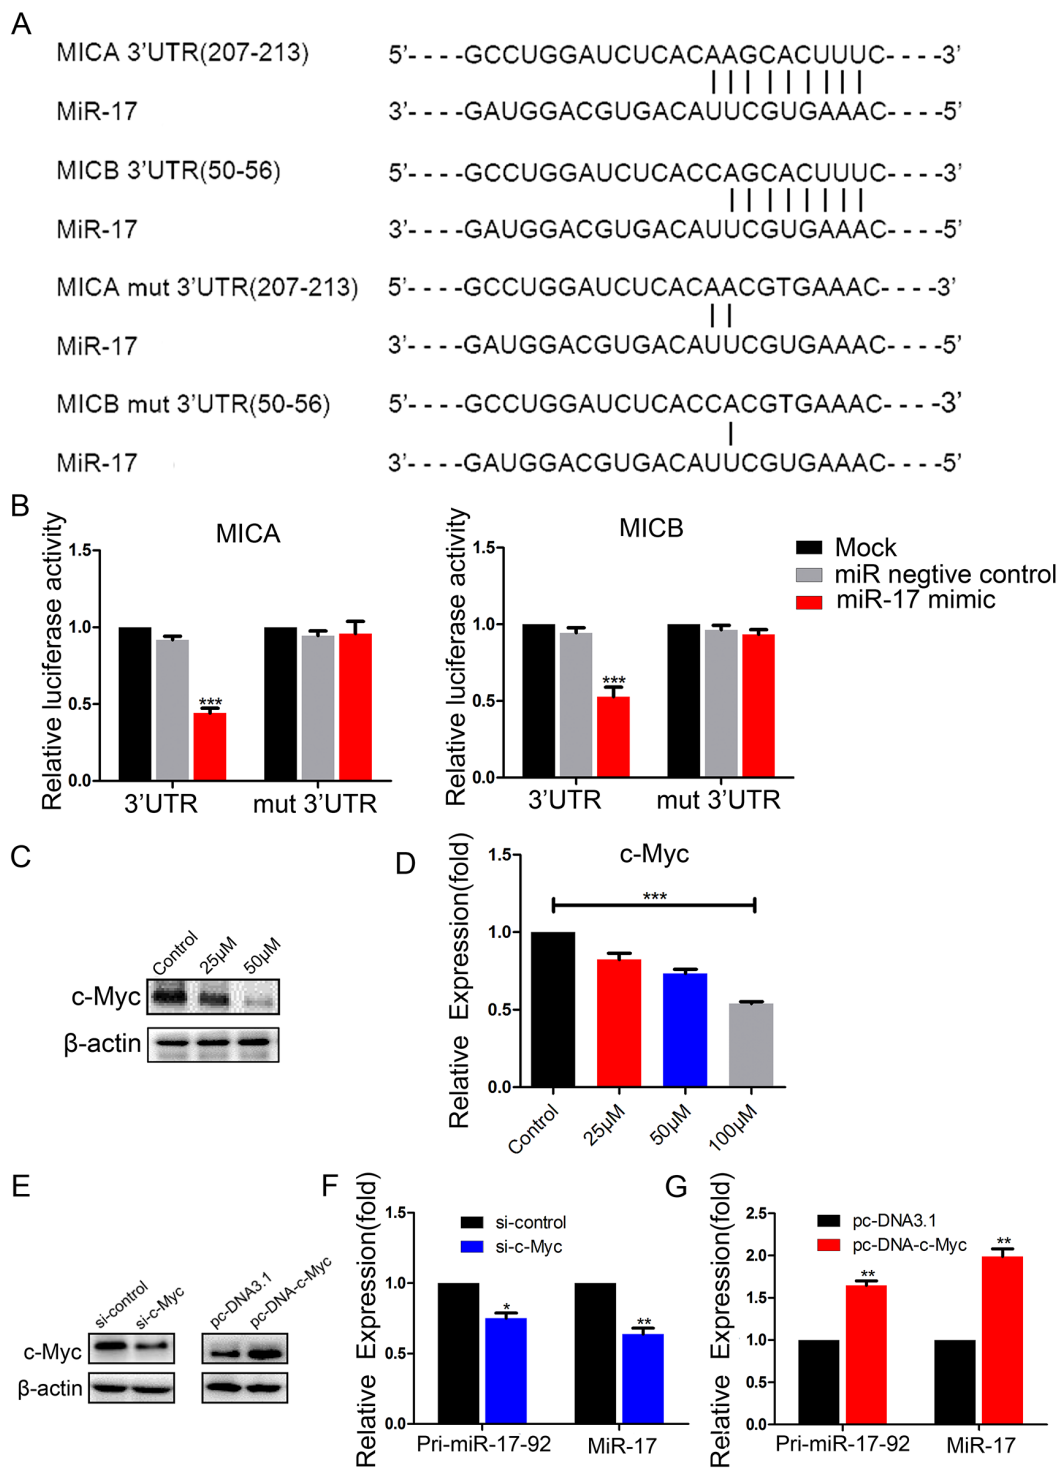 A
MICA 3'UTR(207-213) 5'----GCCUGGAUCUCACAAGCACUUUC----3'
MiR-17 3'----GAUGGACGUGACAUUCGUGAAAC----5'
MICB 3'UTR(50-56) 5'----GCCUGGAUCUCACCAGCACUUUC----3'
MiR-17 3'----GAUGGACGUGACAUUCGUGAAAC----5'
MICA mut 3'UTR(207-213) 5'----GCCUGGAUCUCACAACGTGAAAC----3'
MiR-17 3'----GAUGGACGUGACAUUCGUGAAAC----5'
MICB mut 3'UTR(50-56) 5'----GCCUGGAUCUCACCACGTGAAAC----3'
MiR-17 3'----GAUGGACGUGACAUUCGUGAAAC----5'
B
MICA
Relative luciferase activity
1.5
1.0
0.5
0.0
***
3'UTR mut 3'UTR
MICB
Relative luciferase activity
1.5
1.0
0.5
0.0
***
3'UTR mut 3'UTR
Mock
miR negtive control
miR-17 mimic
C
Control 25μM 50μM
c-Myc
β-actin
D
c-Myc
Relative Expression(fold)
1.5
1.0
0.5
0.0
***
Control 25μM 50μM 100μM
E
si-control si-c-Myc pc-DNA3.1 pc-DNA-c-Myc
c-Myc
β-actin
F
Relative Expression(fold)
1.5
1.0
0.5
0.0
si-control
si-c-Myc
*
**
Pri-miR-17-92 MiR-17
G
Relative Expression(fold)
2.5
2.0
1.5
1.0
0.5
0.0
pc-DNA3.1
pc-DNA-c-Myc
**
**
Pri-miR-17-92 MiR-17